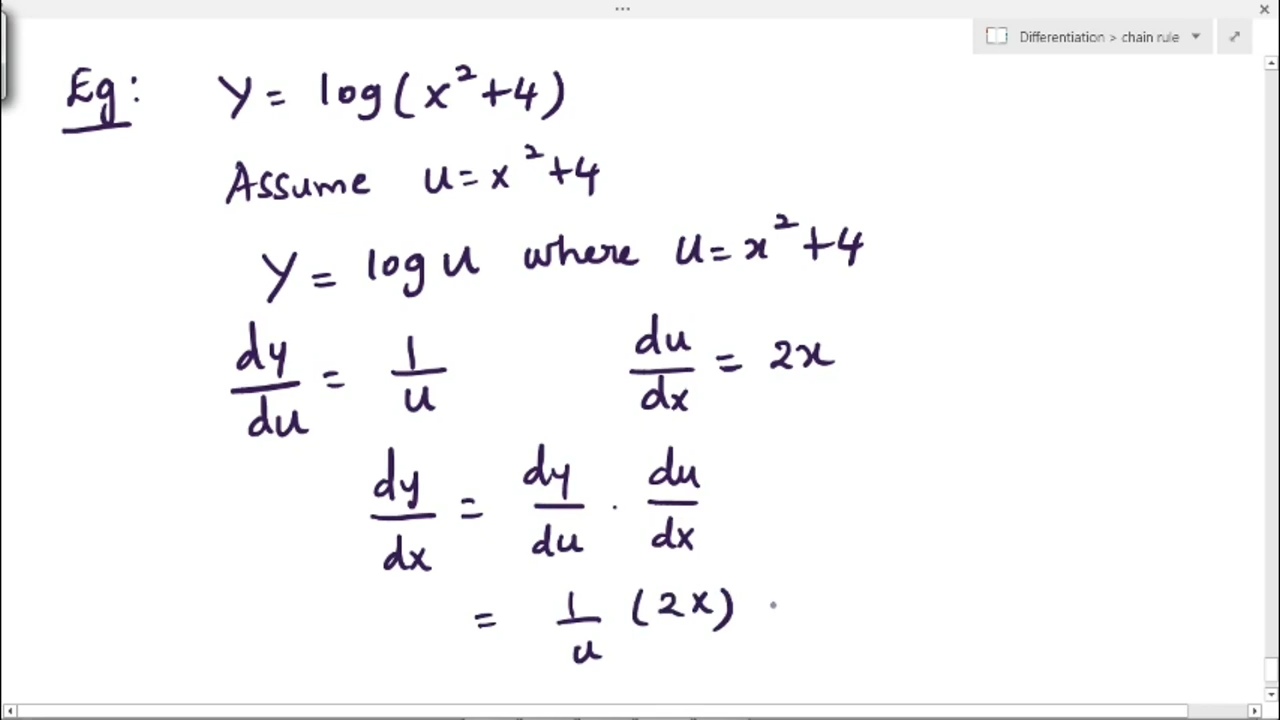 Differentiation > chain rule
Eg: Y = log(x²+4)
Assume u = x²+4
Y = log u where u = x²+4
dy/du = 1/u du/dx = 2x
dy/dx = dy/du · du/dx
= 1/u (2x)